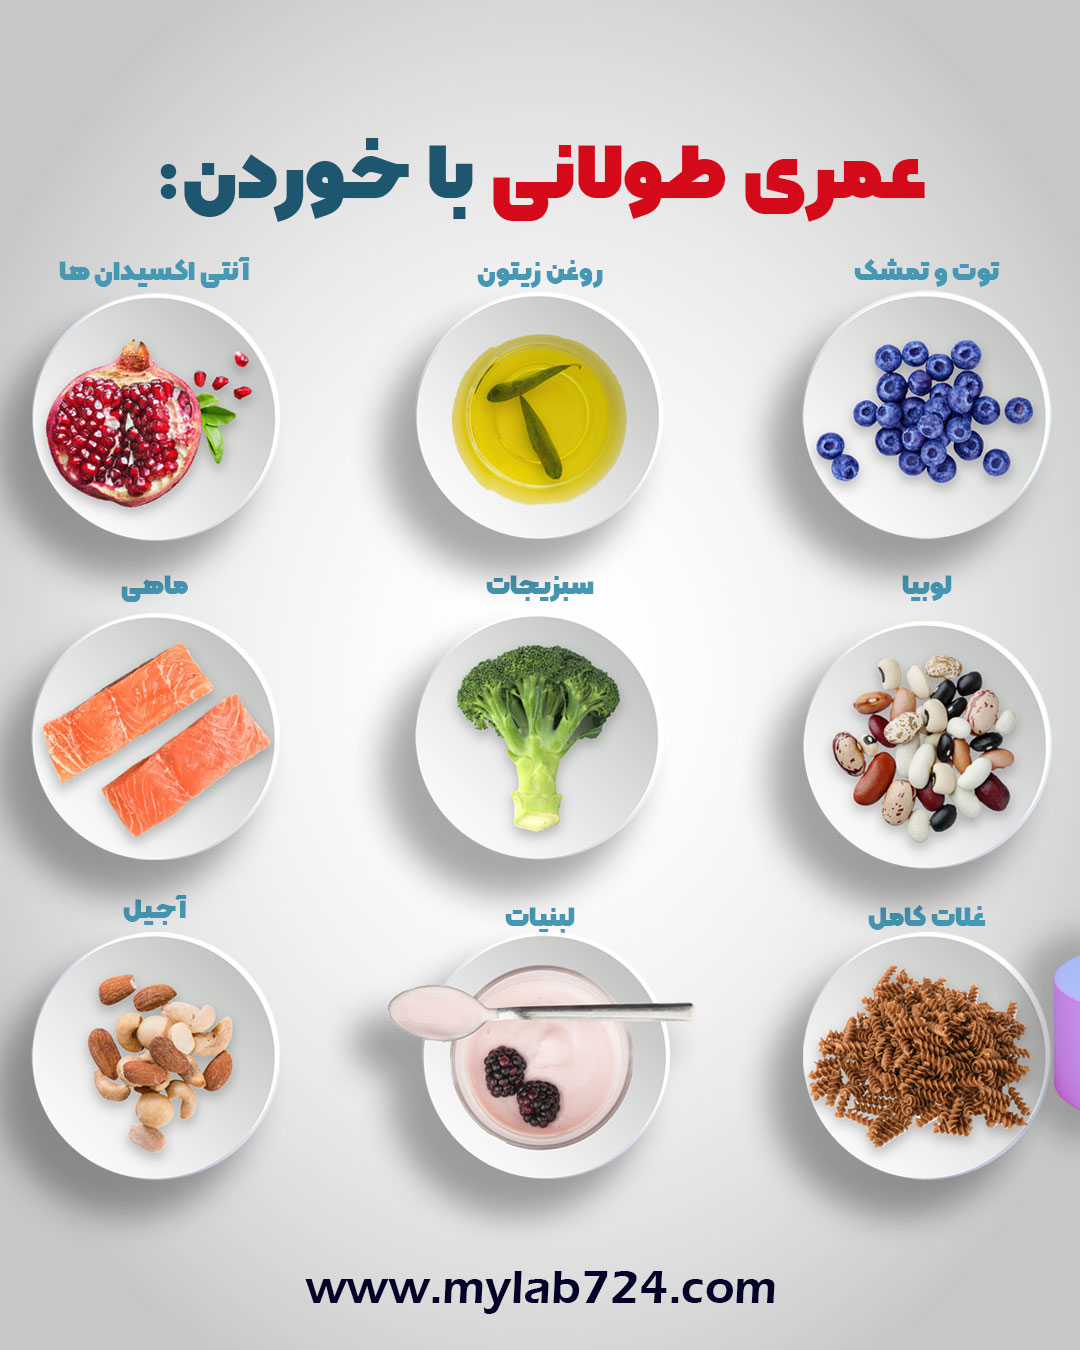 عمری طولانی با خوردن:
توت و تمشک
روغن زیتون
آنتی اکسیدان ها
لوبیا
سبزیجات
ماهی
غلات کامل
لبنیات
آجیل
www.mylab724.com